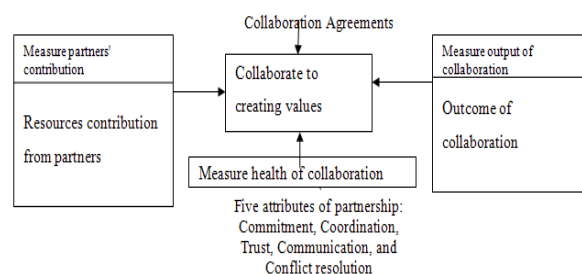 Collaboration Agreements
Measure partners'
contribution
Resources contribution
from partners
Collaborate to
creating values
Measure output of
collaboration
Outcome of
collaboration
Measure health of collaboration
Five attributes of partnership:
Commitment, Coordination,
Trust, Communication, and
Conflict resolution